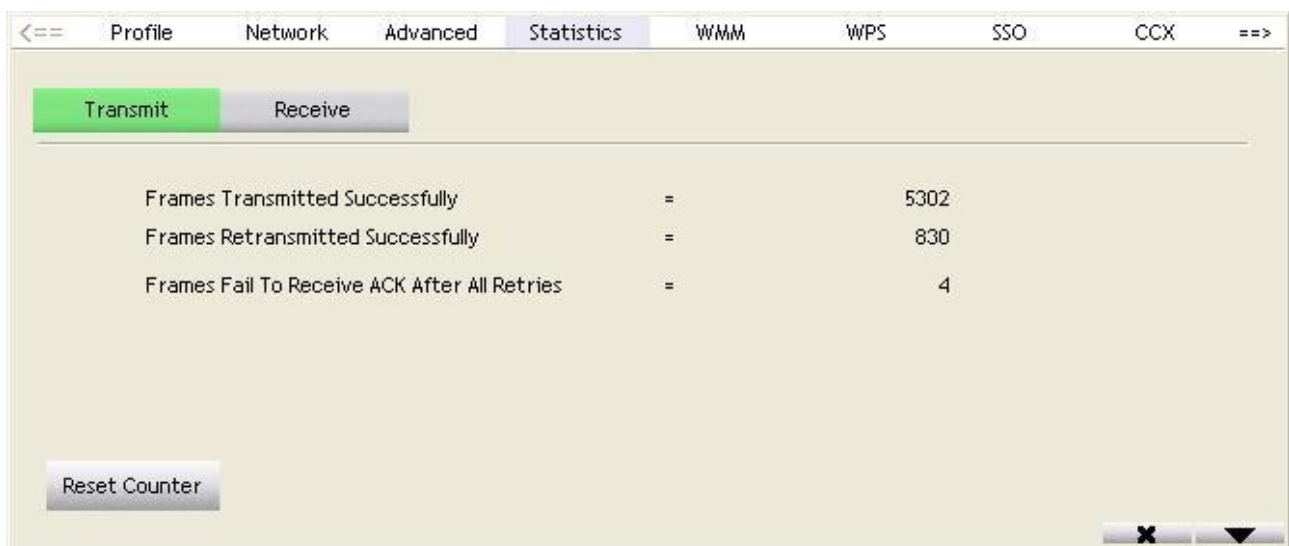 <== Profile Network Advanced Statistics WMM WPS SSO CCX ==>
Transmit Receive
Frames Transmitted Successfully = 5302
Frames Retransmitted Successfully = 830
Frames Fail To Receive ACK After All Retries = 4
Reset Counter